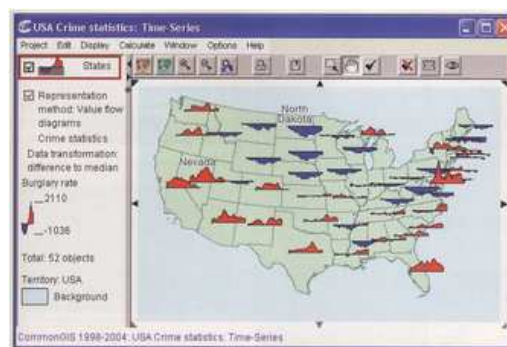 USA Crime statistics: Time-Series
Project Edit Display Calculate Window Options Help
States
Representation
method: Value flow
diagrams
Crime statistics
Data transformation:
difference to median
Burglary rate
2110
-1036
Total: 52 objects
Territory: USA
Background
North
Dakota
Nevada
CommonGIS 1998-2004: USA Crime statistics: Time-Series